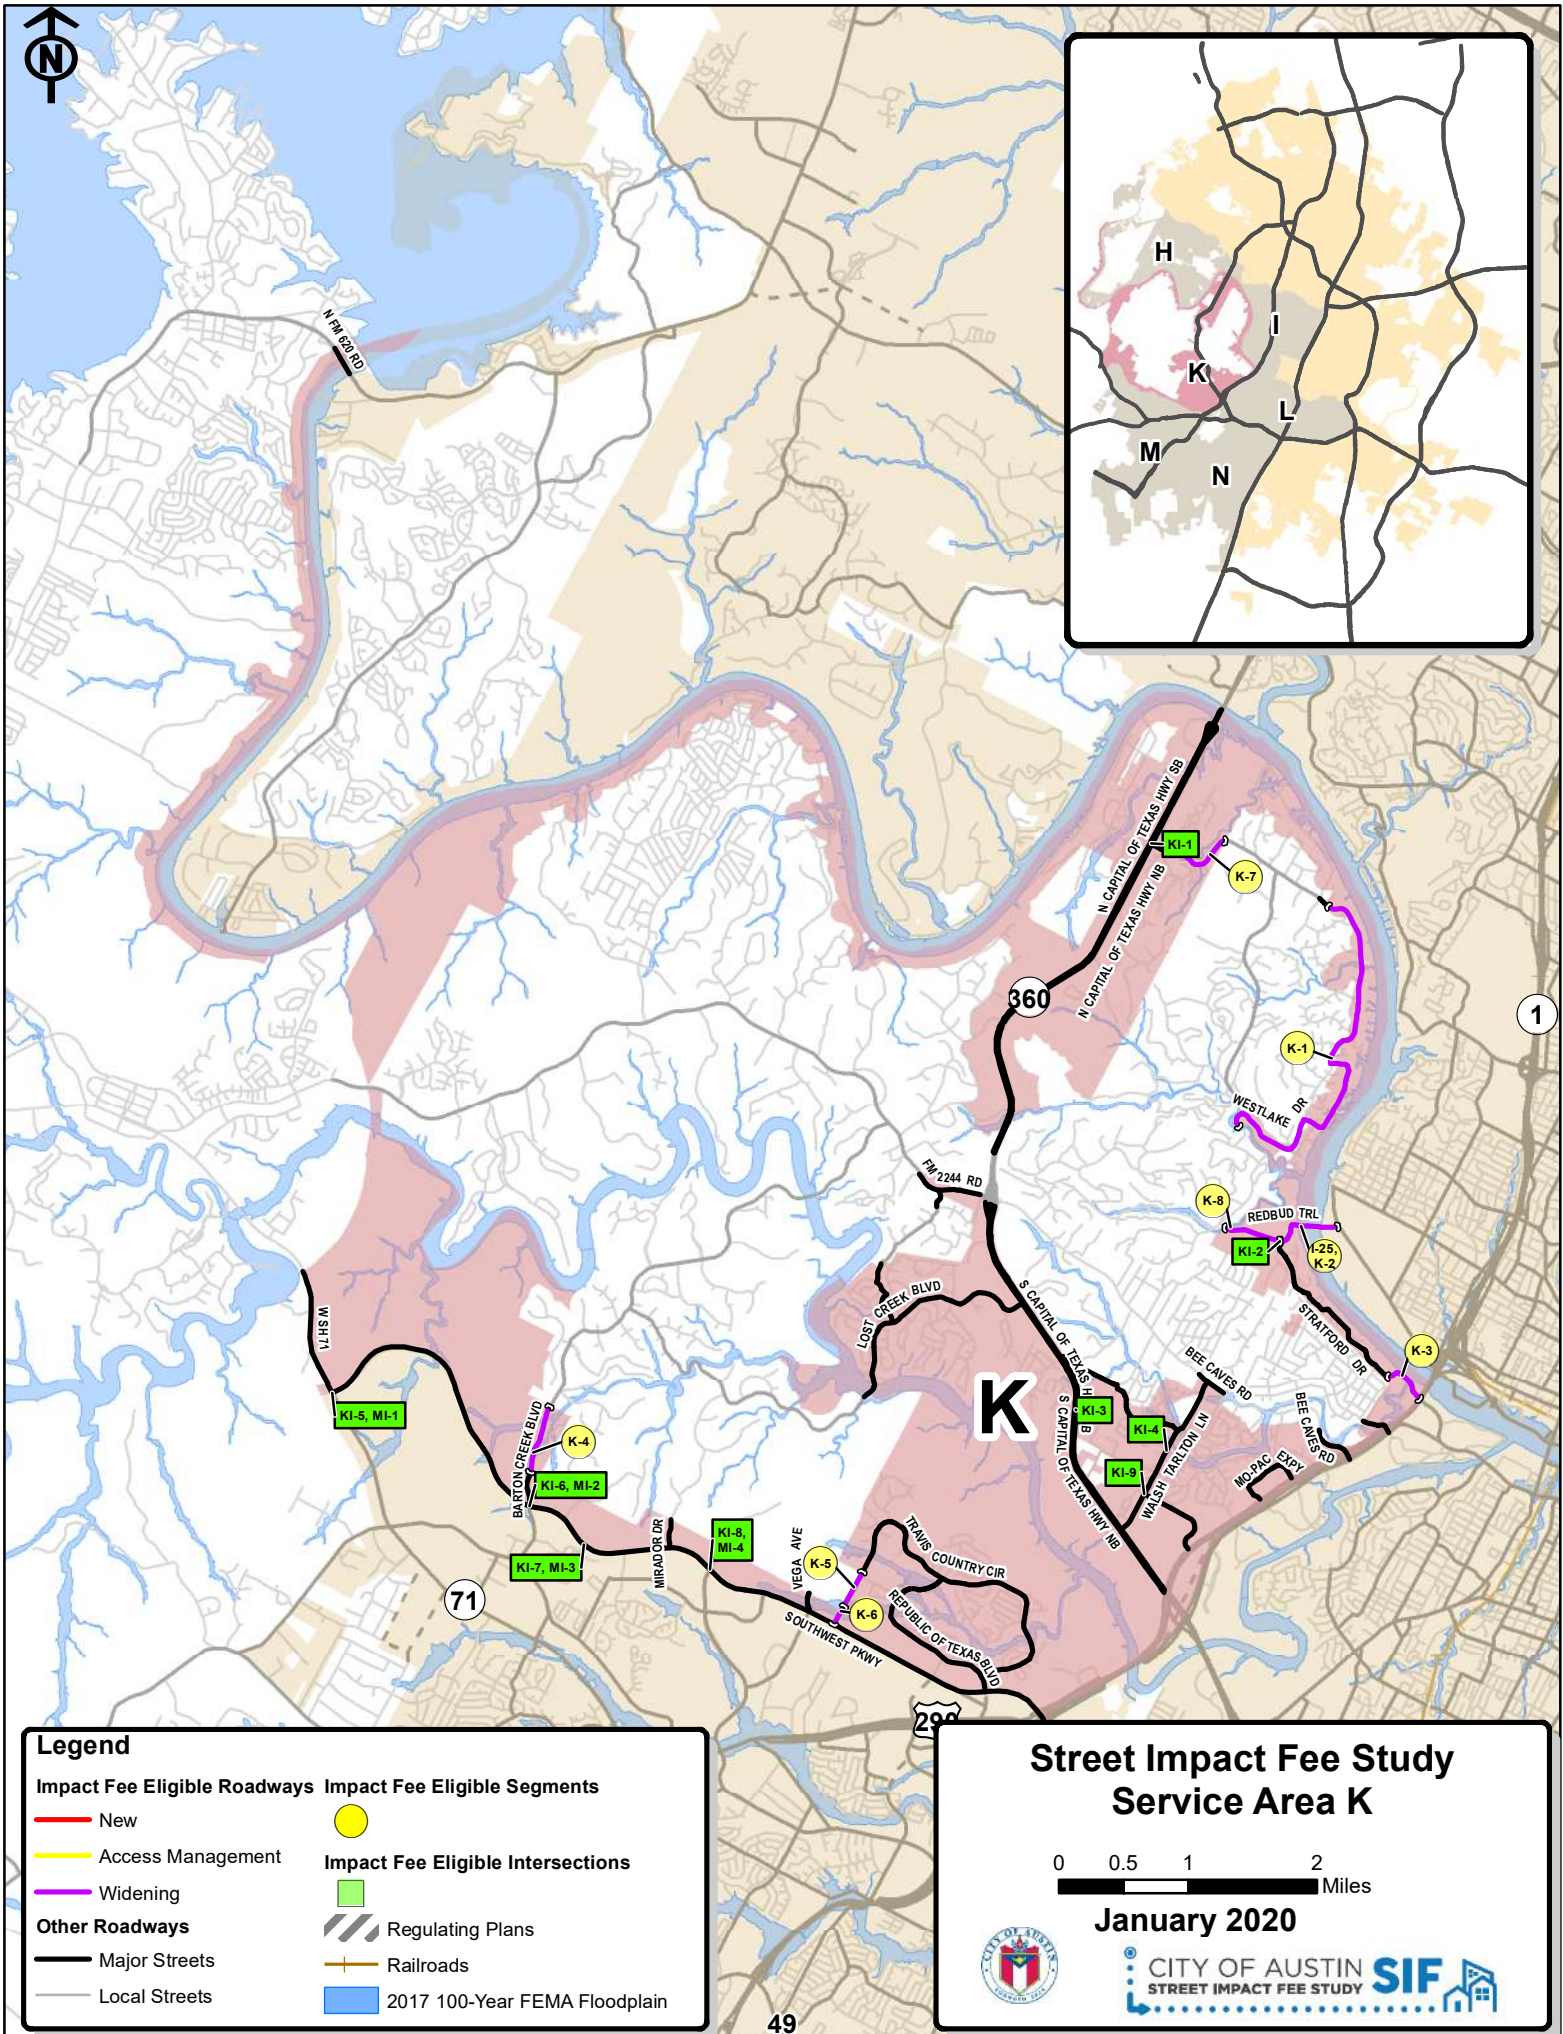 N
H
I
K
L
M
N
N FM 620 RD
N CAPITAL OF TEXAS HWY SB
KI-1
K-7
N CAPITAL OF TEXAS HWY NB
360
1
K-1
WESTLAKE DR
FM 2244 RD
K-8
REDBUD TRL
KI-2
I-25,
K-2
W SH 71
LOST CREEK BLVD
S CAPITAL OF TEXAS H
B
STRATFORD DR
K-3
BEE CAVES RD
K
KI-3
S CAPITAL OF TEXAS HWY NB
KI-4
BEE CAVES RD
KI-5, MI-1
BARTON CREEK BLVD
K-4
KI-9
WALSH TARLTON LN
MO-PAC EXPY
KI-6, MI-2
KI-7, MI-3
MIRADOR DR
KI-8,
MI-4
VEGA AVE
K-5
TRAVIS COUNTRY CIR
K-6
REPUBLIC OF TEXAS BLVD
71
SOUTHWEST PKWY
290
Legend
Impact Fee Eligible Roadways
New
Access Management
Widening
Other Roadways
Major Streets
Local Streets
Impact Fee Eligible Segments
Impact Fee Eligible Intersections
Regulating Plans
Railroads
2017 100-Year FEMA Floodplain
Street Impact Fee Study
Service Area K
0 0.5 1 2
Miles
January 2020
CITY OF AUSTIN
FOUNDED 1839
CITY OF AUSTIN
STREET IMPACT FEE STUDY
SIF
49